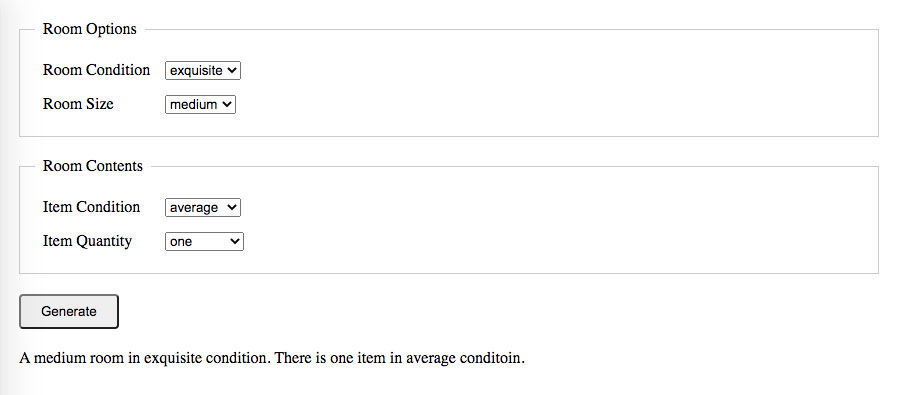 Room Options
Room Condition exquisite
Room Size medium
Room Contents
Item Condition average
Item Quantity one
Generate
A medium room in exquisite condition. There is one item in average conditoin.